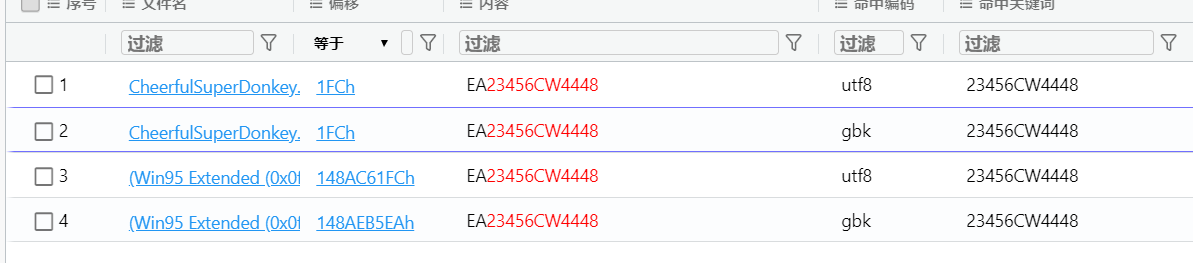 序号 文件名 偏移 内容 命中编码 命中关键词
过滤 等于 过滤 过滤 过滤
1 CheerfulSuperDonkey. 1FCh EA23456CW4448 utf8 23456CW4448
2 CheerfulSuperDonkey. 1FCh EA23456CW4448 gbk 23456CW4448
3 (Win95 Extended (0x0f 148AC61FCh EA23456CW4448 utf8 23456CW4448
4 (Win95 Extended (0x0f 148AEB5EAh EA23456CW4448 gbk 23456CW4448